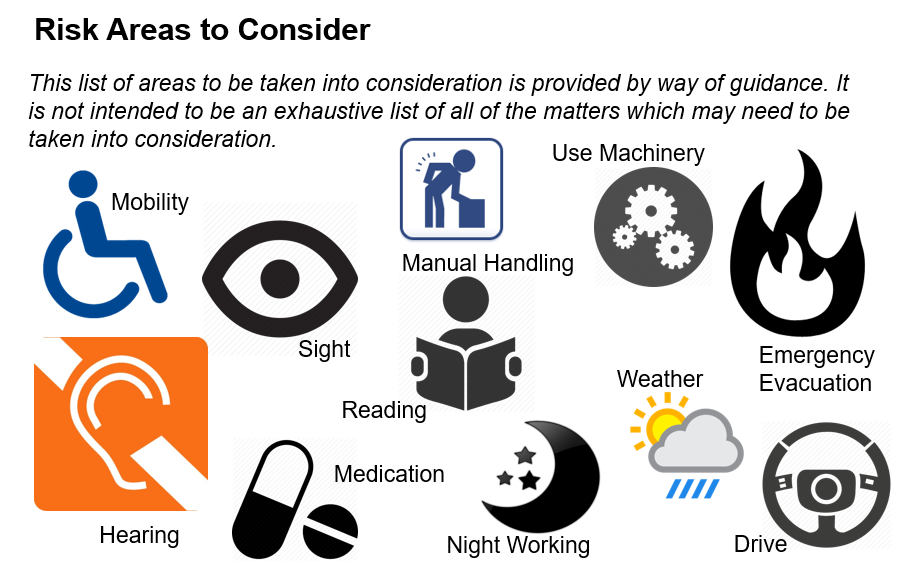 Risk Areas to Consider
This list of areas to be taken into consideration is provided by way of guidance. It
is not intended to be an exhaustive list of all of the matters which may need to be
taken into consideration.
Use Machinery
Mobility
Manual Handling
Sight
Emergency
Evacuation
Weather
Reading
Medication
Hearing
Night Working
Drive